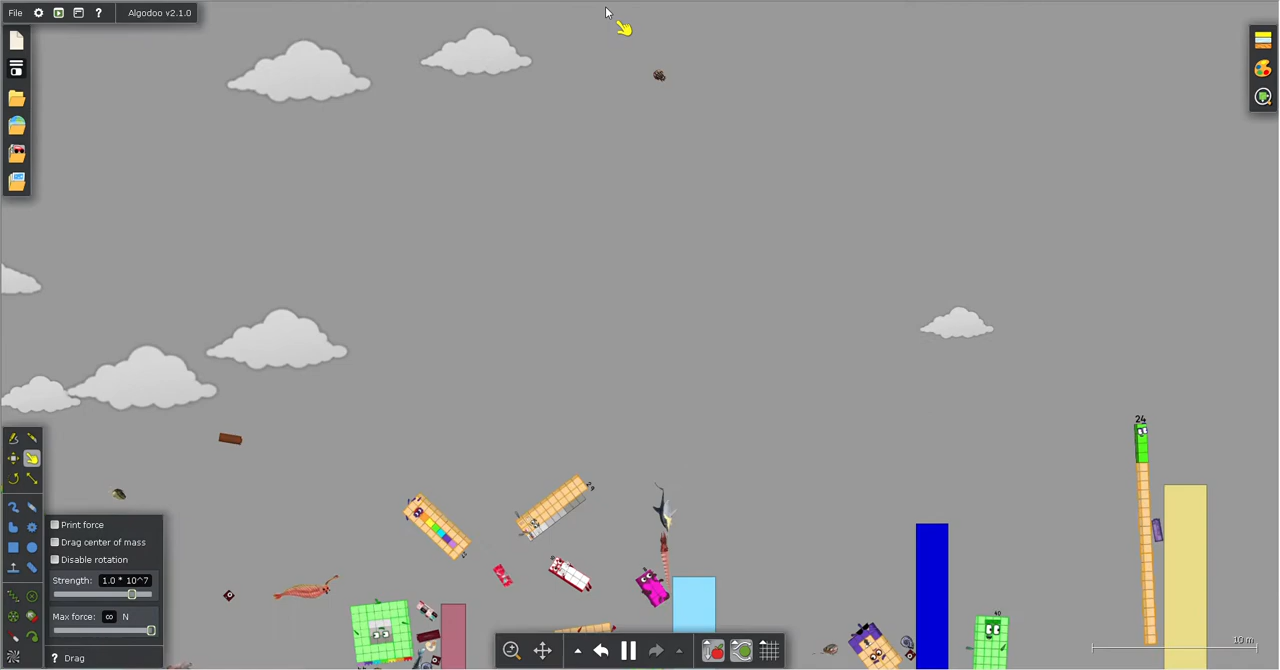 File ? Algodoo v2.1.0
24
Print force
Drag center of mass
Disable rotation
Strength: 1.0 * 10^7
Max force: ∞ N
? Drag
40
10 m